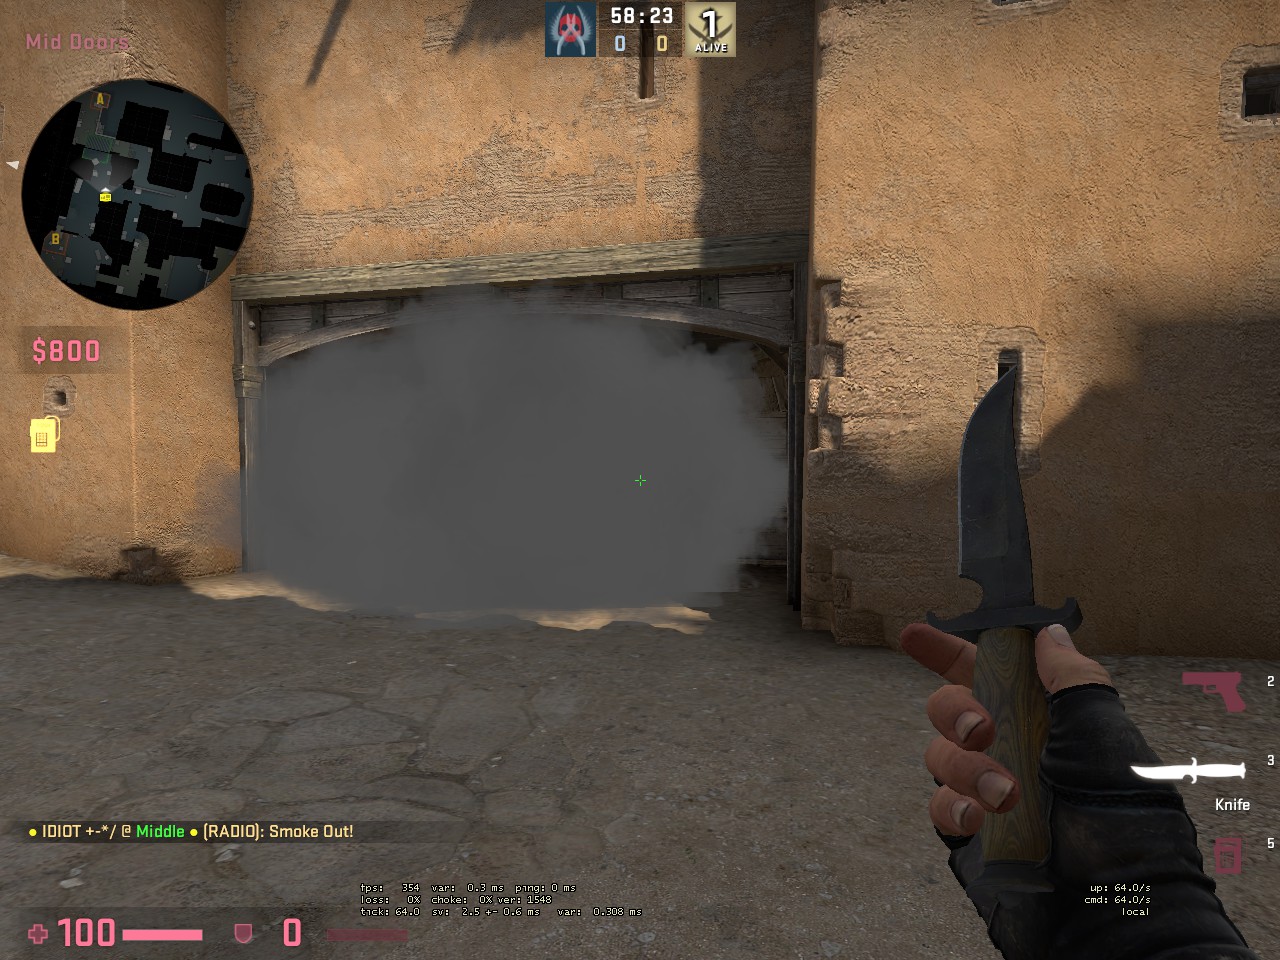 Mid Doors
58:23
0 0
1
ALIVE
A
B
$800
2
3
Knife
5
● IDIOT +-*/ @ Middle ● (RADIO): Smoke Out!
fps: 354 var: 0.3 ms ping: 0 ms
loss: 0% choke: 0% ver: 1548
tick: 64.0 sv: 2.5 +- 0.6 ms var: 0.308 ms
up: 64.0/s
cmd: 64.0/s
local
100
0